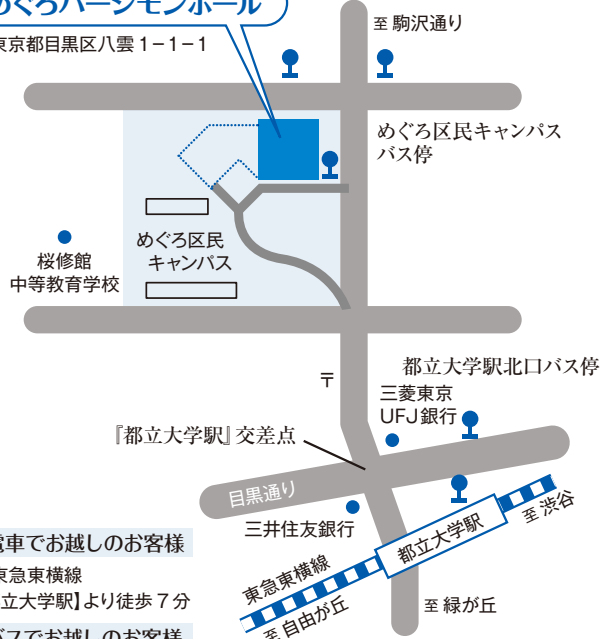 めぐろパーシモンホール
東京都目黒区八雲1-1-1
至 駒沢通り
めぐろ区民キャンパス
バス停
めぐろ区民
キャンパス
桜修館
中等教育学校
〒
都立大学駅北口バス停
三菱東京
UFJ銀行
『都立大学駅』交差点
目黒通り
三井住友銀行
都立大学駅
至 渋谷
東急東横線
至 自由が丘
至 緑が丘
電車でお越しのお客様
東急東横線
立大学駅】より徒歩7分
バスでお越しのお客様